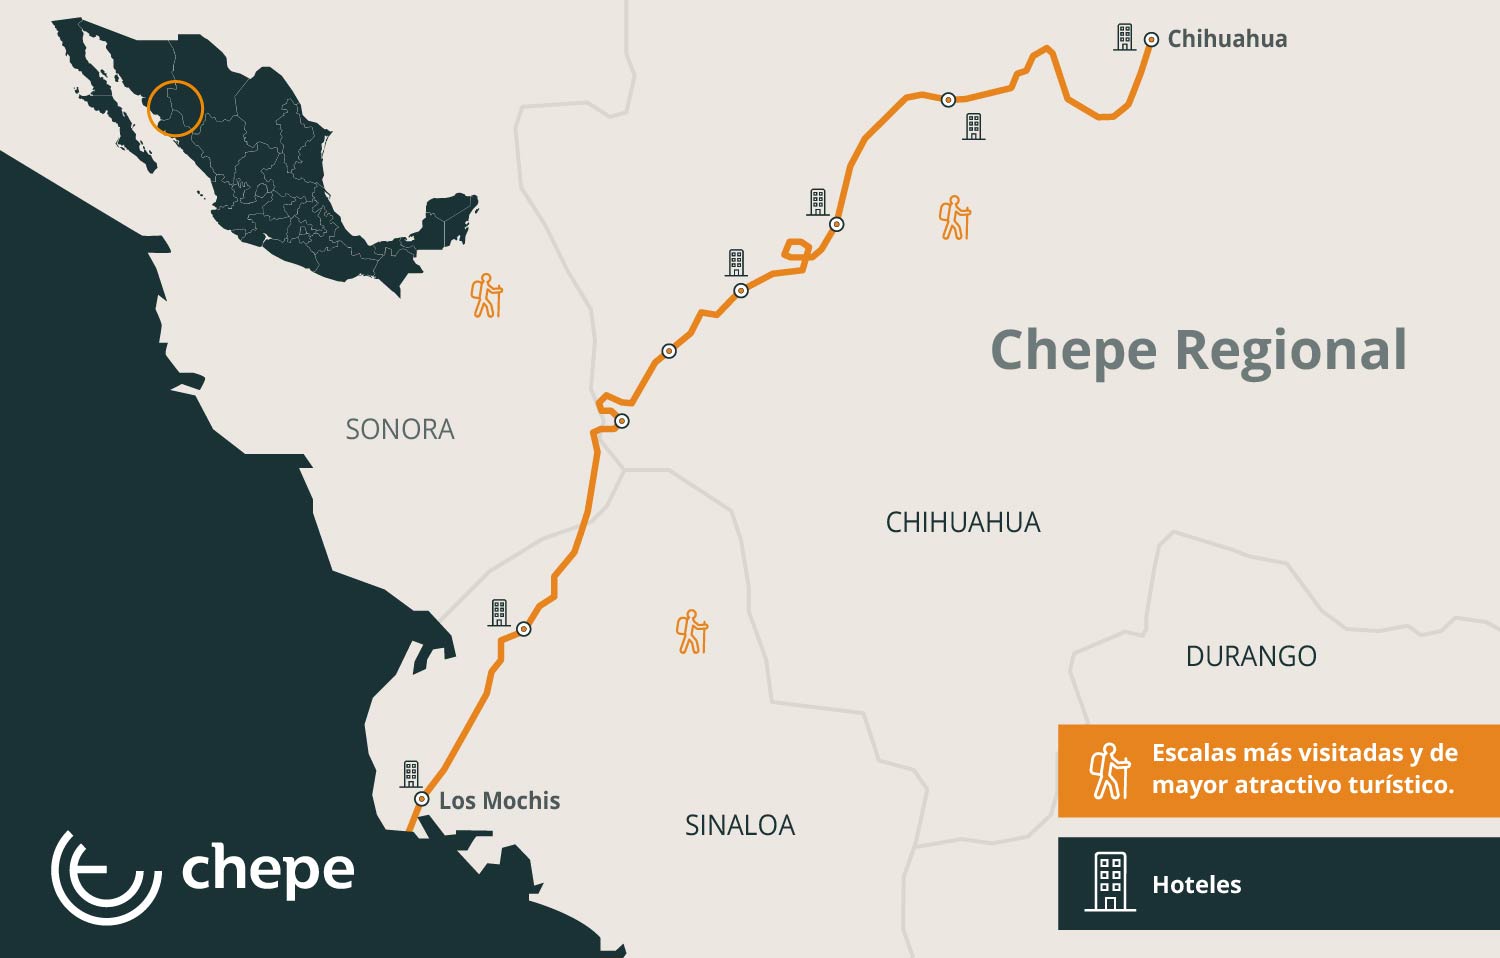 Chihuahua
Chepe Regional
SONORA
CHIHUAHUA
DURANGO
Escalas más visitadas y de
mayor atractivo turístico.
Los Mochis
SINALOA
chepe
Hoteles